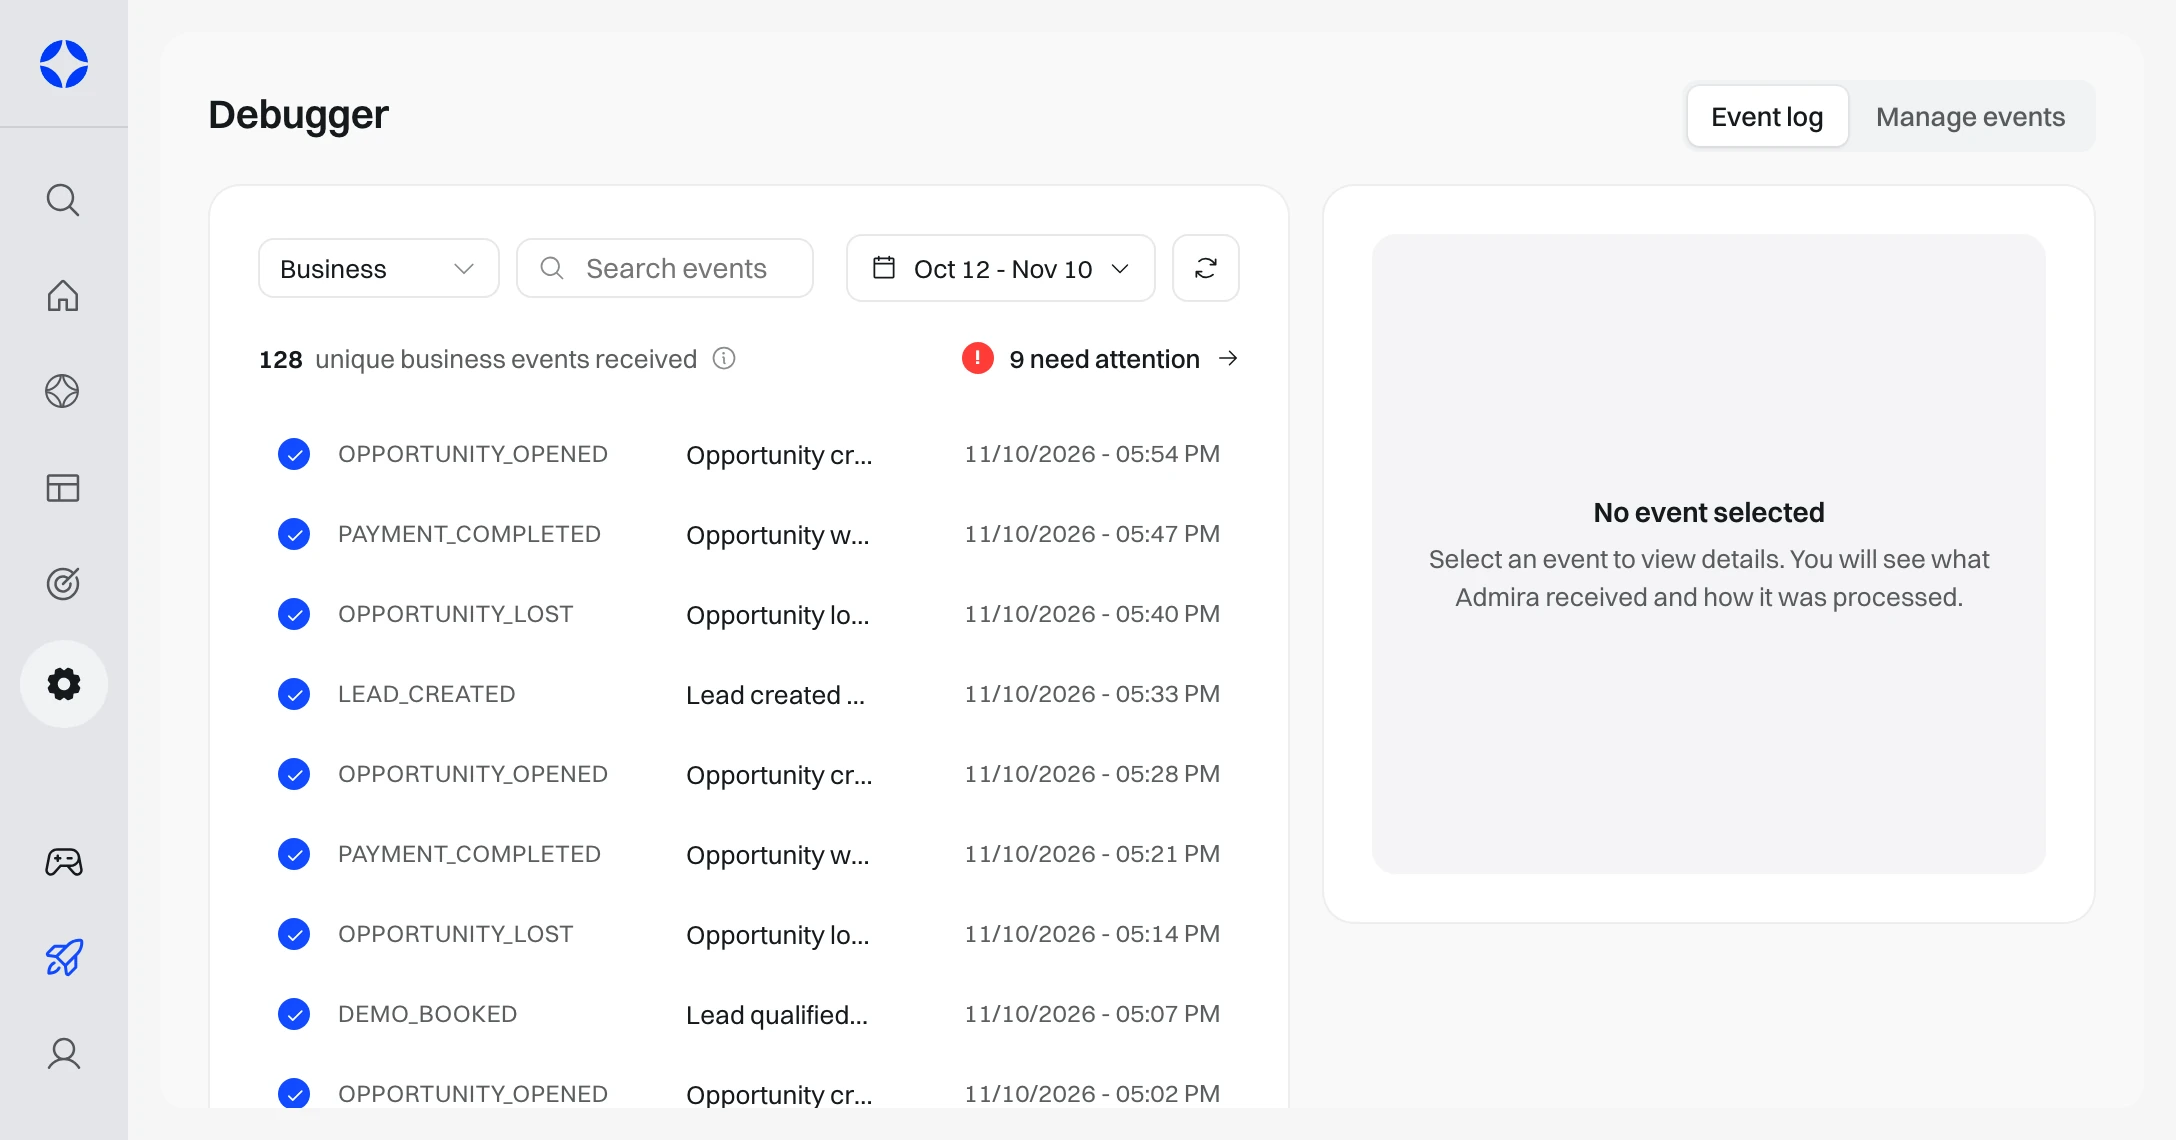 Debugger
Event log
Manage events
Business
Search events
Oct 12 - Nov 10
128 unique business events received
9 need attention
OPPORTUNITY_OPENED Opportunity cr... 11/10/2026 - 05:54 PM
PAYMENT_COMPLETED Opportunity w... 11/10/2026 - 05:47 PM
OPPORTUNITY_LOST Opportunity lo... 11/10/2026 - 05:40 PM
LEAD_CREATED Lead created ... 11/10/2026 - 05:33 PM
OPPORTUNITY_OPENED Opportunity cr... 11/10/2026 - 05:28 PM
PAYMENT_COMPLETED Opportunity w... 11/10/2026 - 05:21 PM
OPPORTUNITY_LOST Opportunity lo... 11/10/2026 - 05:14 PM
DEMO_BOOKED Lead qualified... 11/10/2026 - 05:07 PM
OPPORTUNITY_OPENED Opportunity cr... 11/10/2026 - 05:02 PM
No event selected
Select an event to view details. You will see what
Admira received and how it was processed.